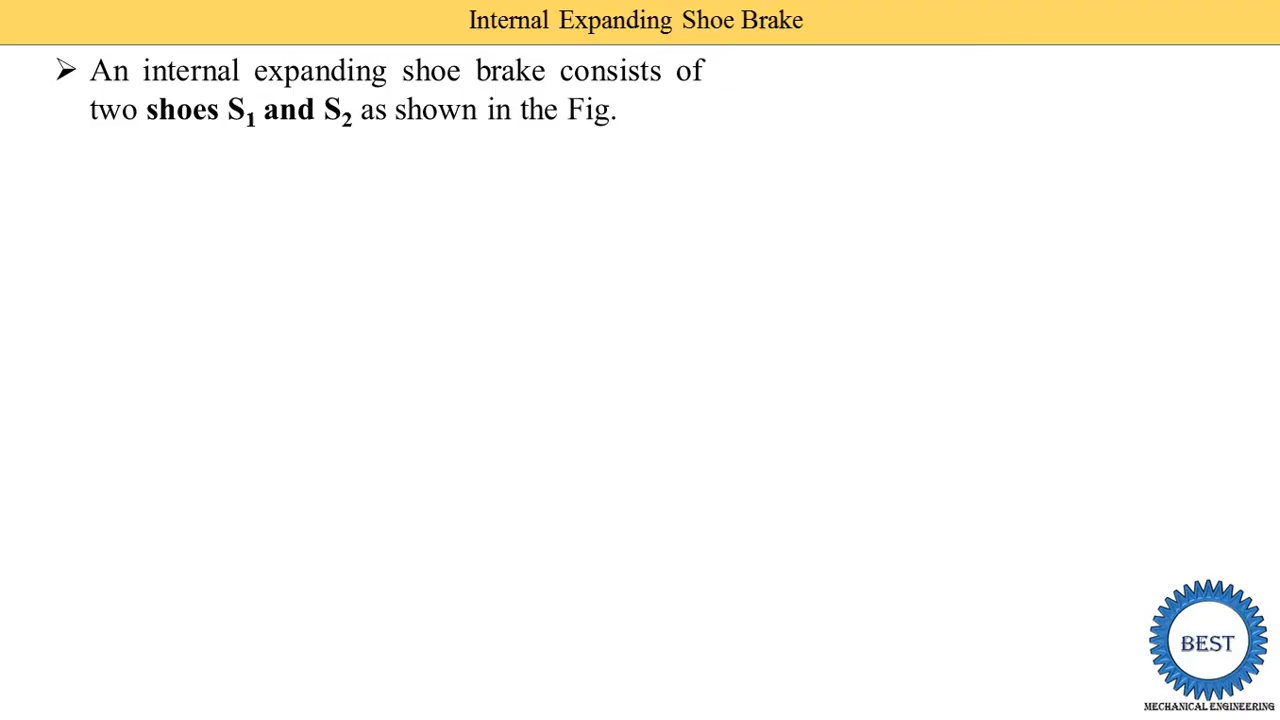 Internal Expanding Shoe Brake
➢ An internal expanding shoe brake consists of
two shoes S₁ and S₂ as shown in the Fig.
BEST
MECHANICAL ENGINEERING